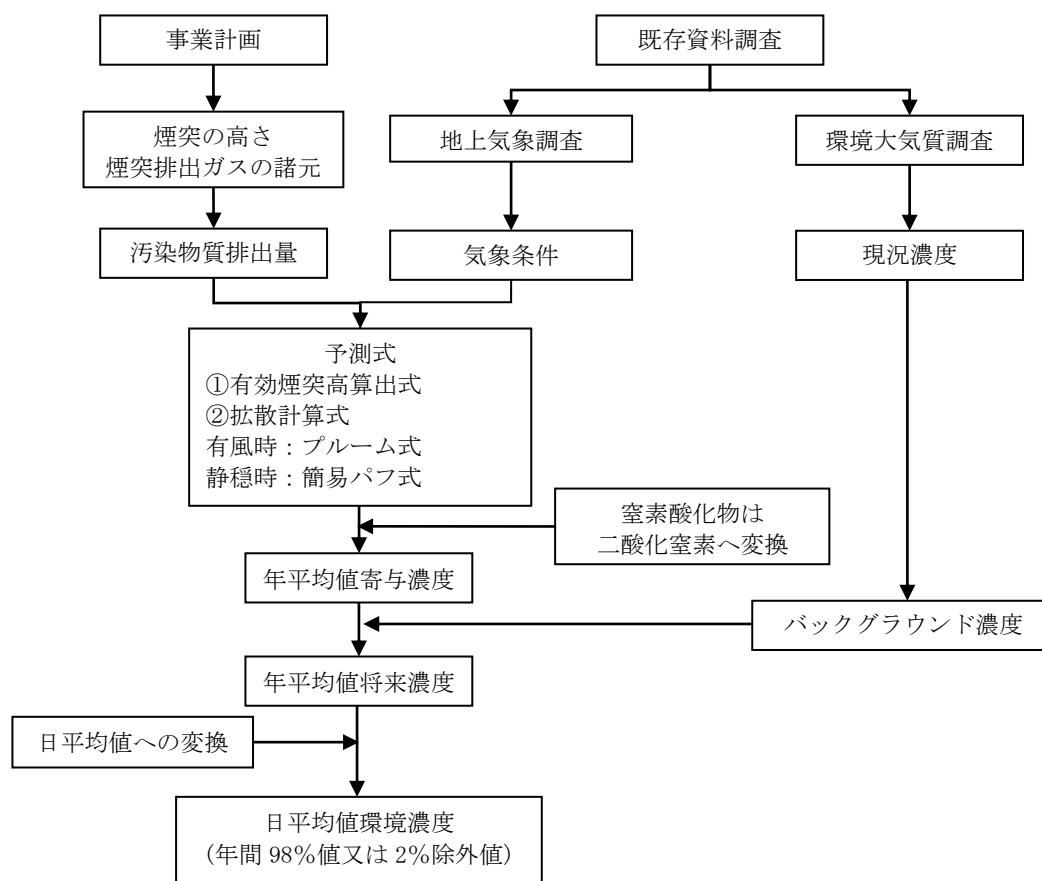 事業計画
既存資料調査
煙突の高さ
煙突排出ガスの諸元
地上気象調査
環境大気質調査
汚染物質排出量
気象条件
現況濃度
予測式
①有効煙突高算出式
②拡散計算式
有風時：プルーム式
静穏時：簡易パフ式
窒素酸化物は
二酸化窒素へ変換
年平均値寄与濃度
バックグラウンド濃度
年平均値将来濃度
日平均値への変換
日平均値環境濃度
(年間 98％値又は 2％除外値)